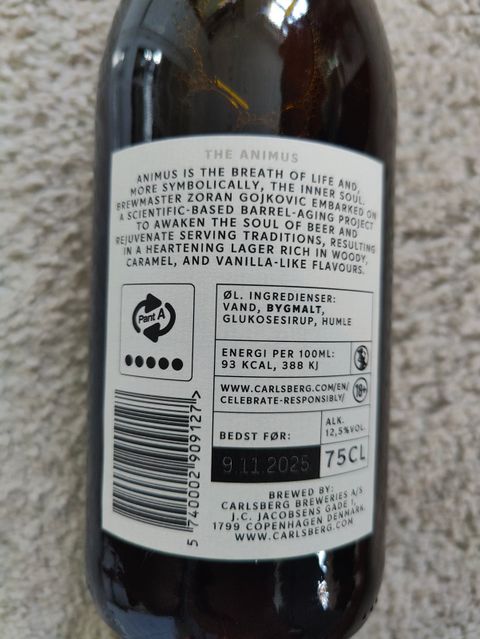 THE ANIMUS
ANIMUS IS THE BREATH OF LIFE AND,
MORE SYMBOLICALLY, THE INNER SOUL.
BREWMASTER ZORAN GOJKOVIC EMBARKED ON
A SCIENTIFIC-BASED BARREL-AGING PROJECT
TO AWAKEN THE SOUL OF BEER AND
REJUVENATE SERVING TRADITIONS, RESULTING
IN A HEARTENING LAGER RICH IN WOODY,
CARAMEL, AND VANILLA-LIKE FLAVOURS.
Pant A
ØL. INGREDIENSER:
VAND, BYGMALT,
GLUKOSESIRUP, HUMLE
ENERGI PER 100ML:
93 KCAL, 388 KJ
WWW.CARLSBERG.COM/EN/
CELEBRATE-RESPONSIBLY/
18+
BEDST FØR:
9.11.2025
ALK.
12,5%VOL.
75CL
5 740002 909127>
BREWED BY:
CARLSBERG BREWERIES A/S
J.C. JACOBSENS GADE 1,
1799 COPENHAGEN DENMARK
WWW.CARLSBERG.COM